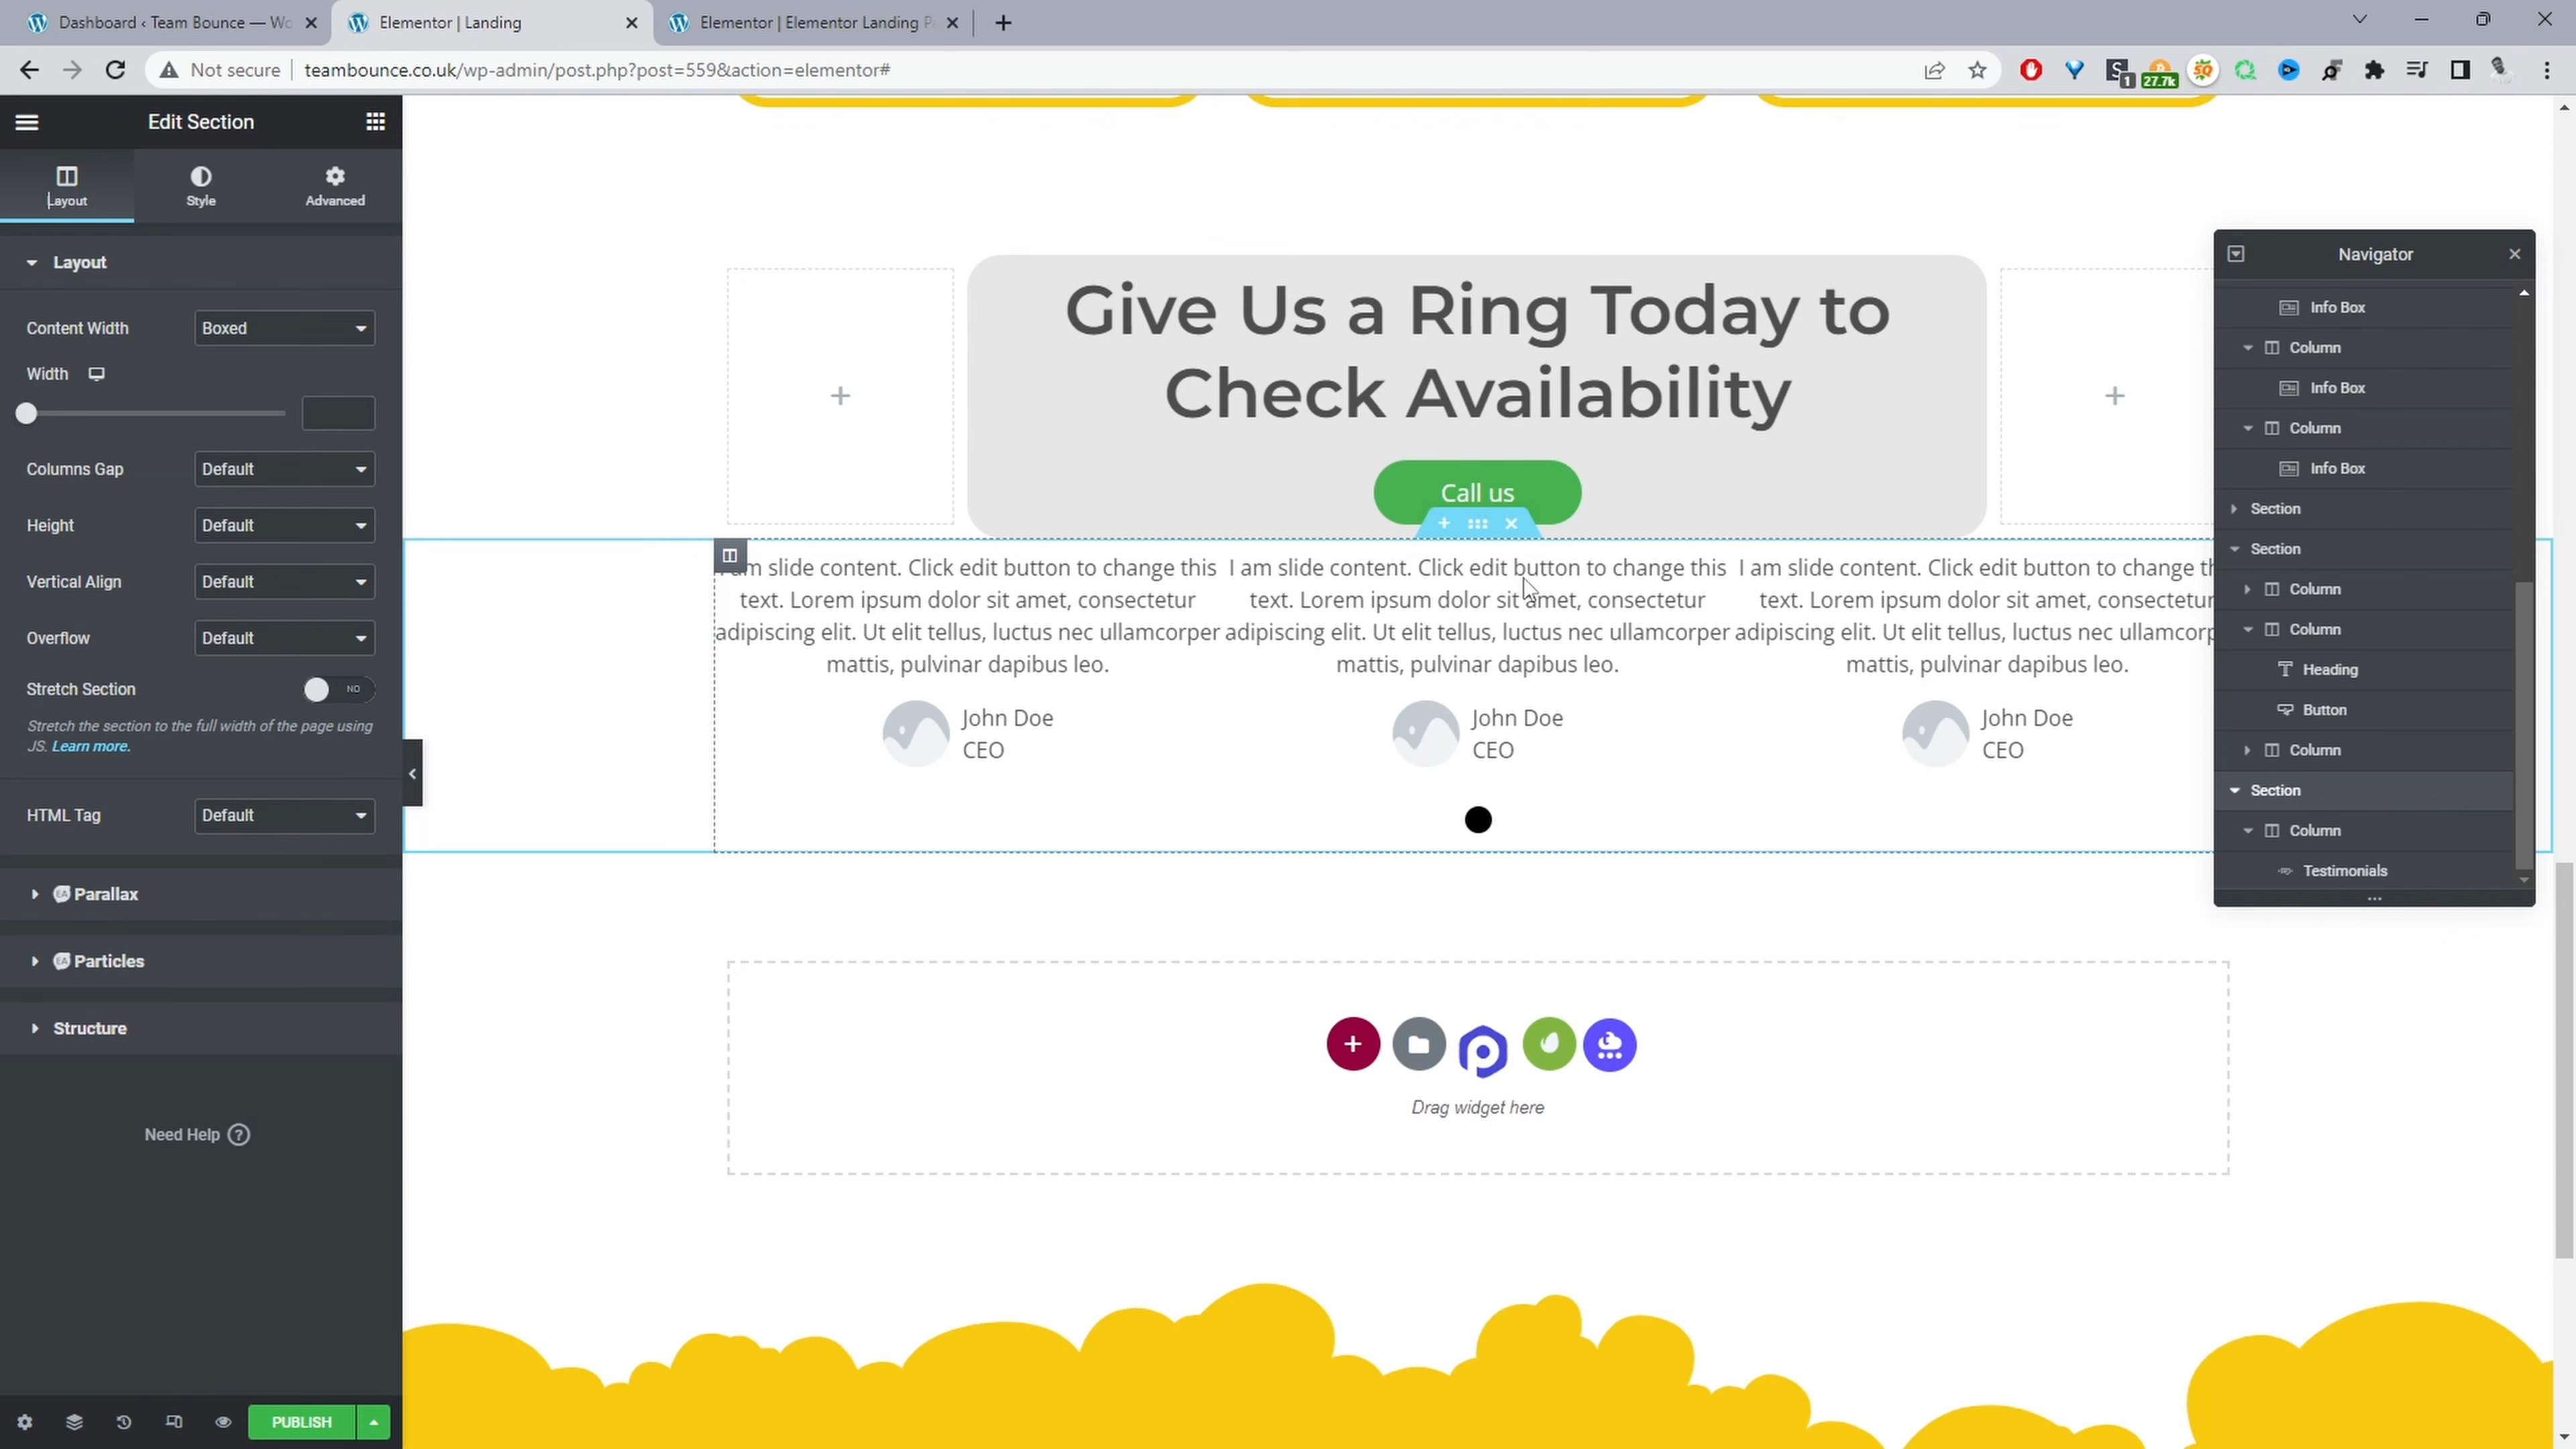 Dashboard ‹ Team Bounce — Wo
Elementor | Landing
Elementor | Elementor Landing P
Not secure
teambounce.co.uk/wp-admin/post.php?post=559&action=elementor#
1
27.7k
Edit Section
Layout
Style
Advanced
Layout
Content Width
Boxed
Width
Columns Gap
Default
Height
Default
Vertical Align
Default
Overflow
Default
Stretch Section
NO
Stretch the section to the full width of the page using
JS. Learn more.
HTML Tag
Default
Parallax
Particles
Structure
Need Help
PUBLISH
Give Us a Ring Today to
Check Availability
Call us
am slide content. Click edit button to change this
text. Lorem ipsum dolor sit amet, consectetur
adipiscing elit. Ut elit tellus, luctus nec ullamcorper
mattis, pulvinar dapibus leo.
John Doe
CEO
I am slide content. Click edit button to change this
text. Lorem ipsum dolor sit amet, consectetur
adipiscing elit. Ut elit tellus, luctus nec ullamcorper
mattis, pulvinar dapibus leo.
John Doe
CEO
I am slide content. Click edit button to change th
text. Lorem ipsum dolor sit amet, consectetur
adipiscing elit. Ut elit tellus, luctus nec ullamcorp
mattis, pulvinar dapibus leo.
John Doe
CEO
Drag widget here
Navigator
Info Box
Column
Info Box
Column
Info Box
Section
Section
Column
Column
Heading
Button
Column
Section
Column
Testimonials